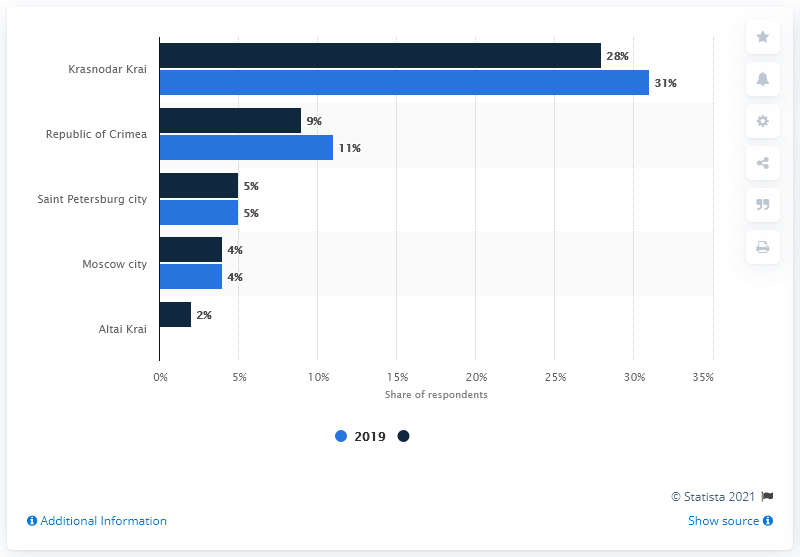 Krasnodar Krai
28%
31%
Republic of Crimea
9%
11%
Saint Petersburg city
5%
5%
Moscow city
4%
4%
Altai Krai
2%
0% 5% 10% 15% 20% 25% 30% 35%
Share of respondents
2019
© Statista 2021
Additional Information
Show source